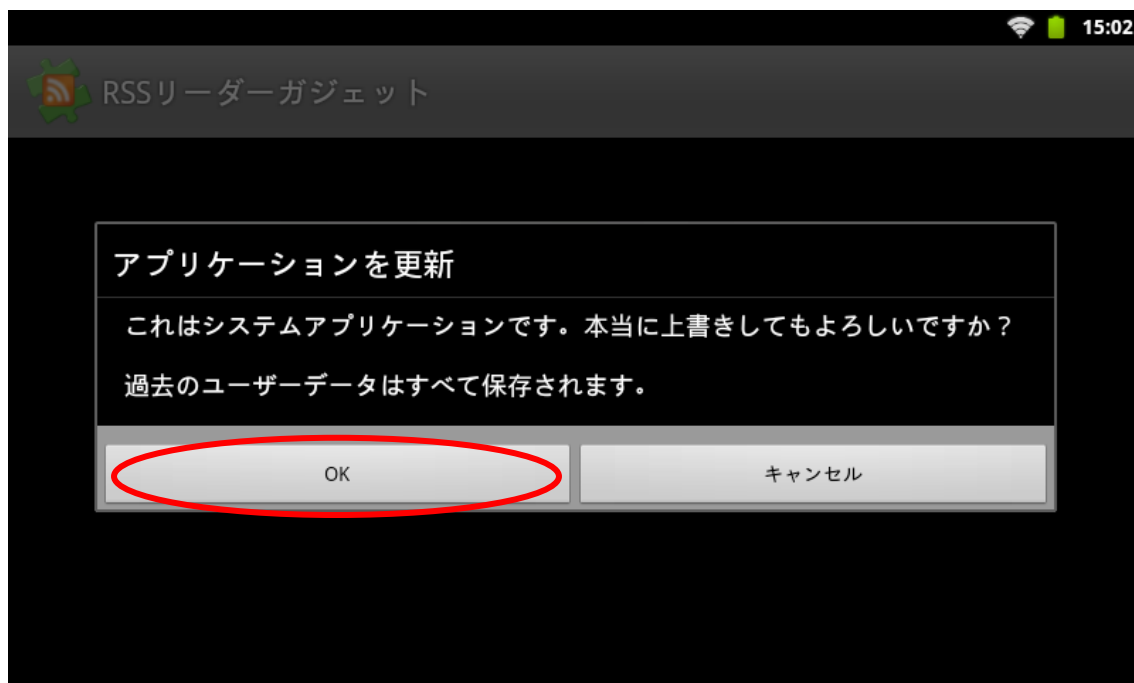 15:02
RSSリーダーガジェット
アプリケーションを更新
これはシステムアプリケーションです。本当に上書きしてもよろしいですか？
過去のユーザーデータはすべて保存されます。
OK
キャンセル